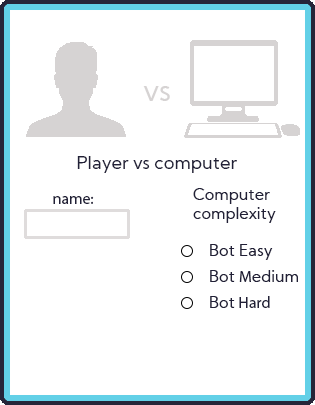 vs
Player vs computer
name:
Computer
complexity
Bot Easy
Bot Medium
Bot Hard